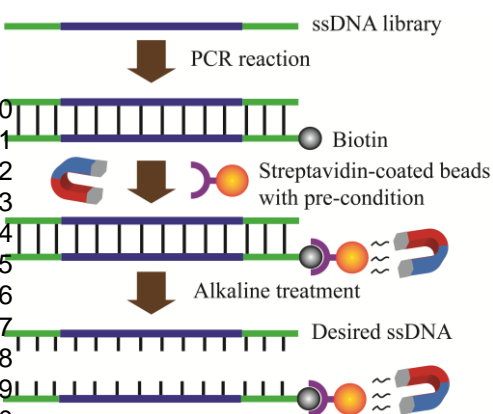 ssDNA library
PCR reaction
0
1
Biotin
2
Streptavidin-coated beads
3
with pre-condition
4
5
6
Alkaline treatment
7
Desired ssDNA
8
9